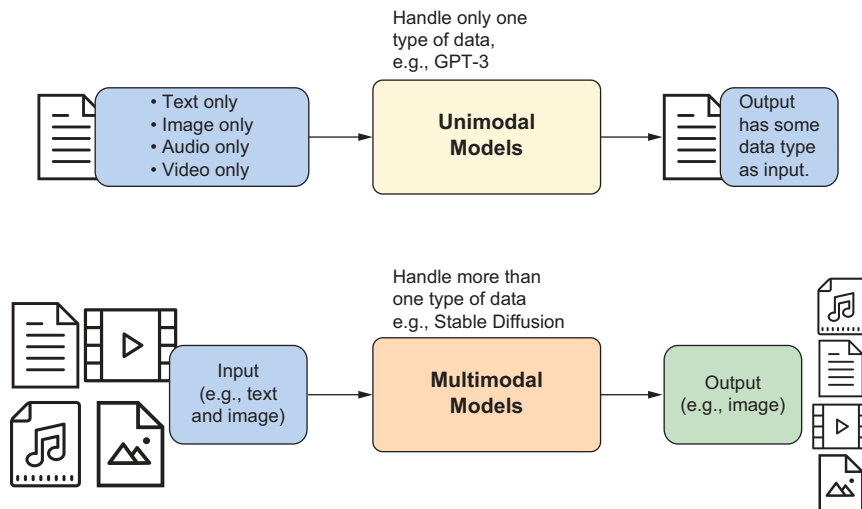 Handle only one
type of data,
e.g., GPT-3
• Text only
• Image only
• Audio only
• Video only
Unimodal
Models
Output
has some
data type
as input.
Handle more than
one type of data
e.g., Stable Diffusion
Input
(e.g., text
and image)
Multimodal
Models
Output
(e.g., image)